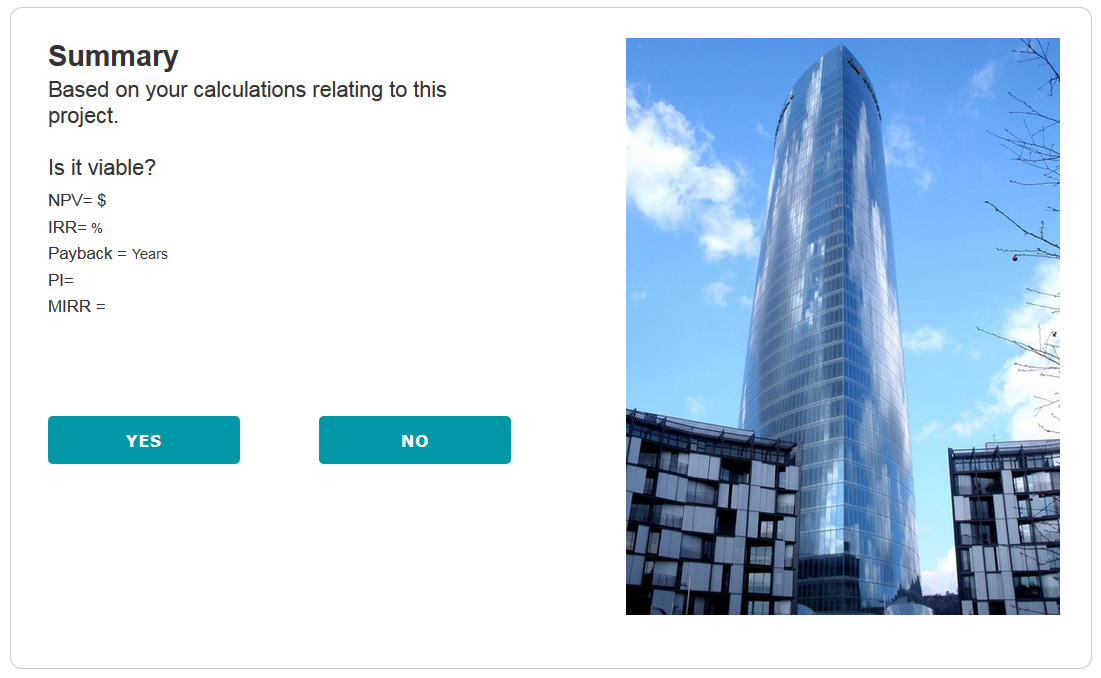 Summary
Based on your calculations relating to this
project.
Is it viable?
NPV= $
IRR= %
Payback = Years
PI=
MIRR =
YES
NO